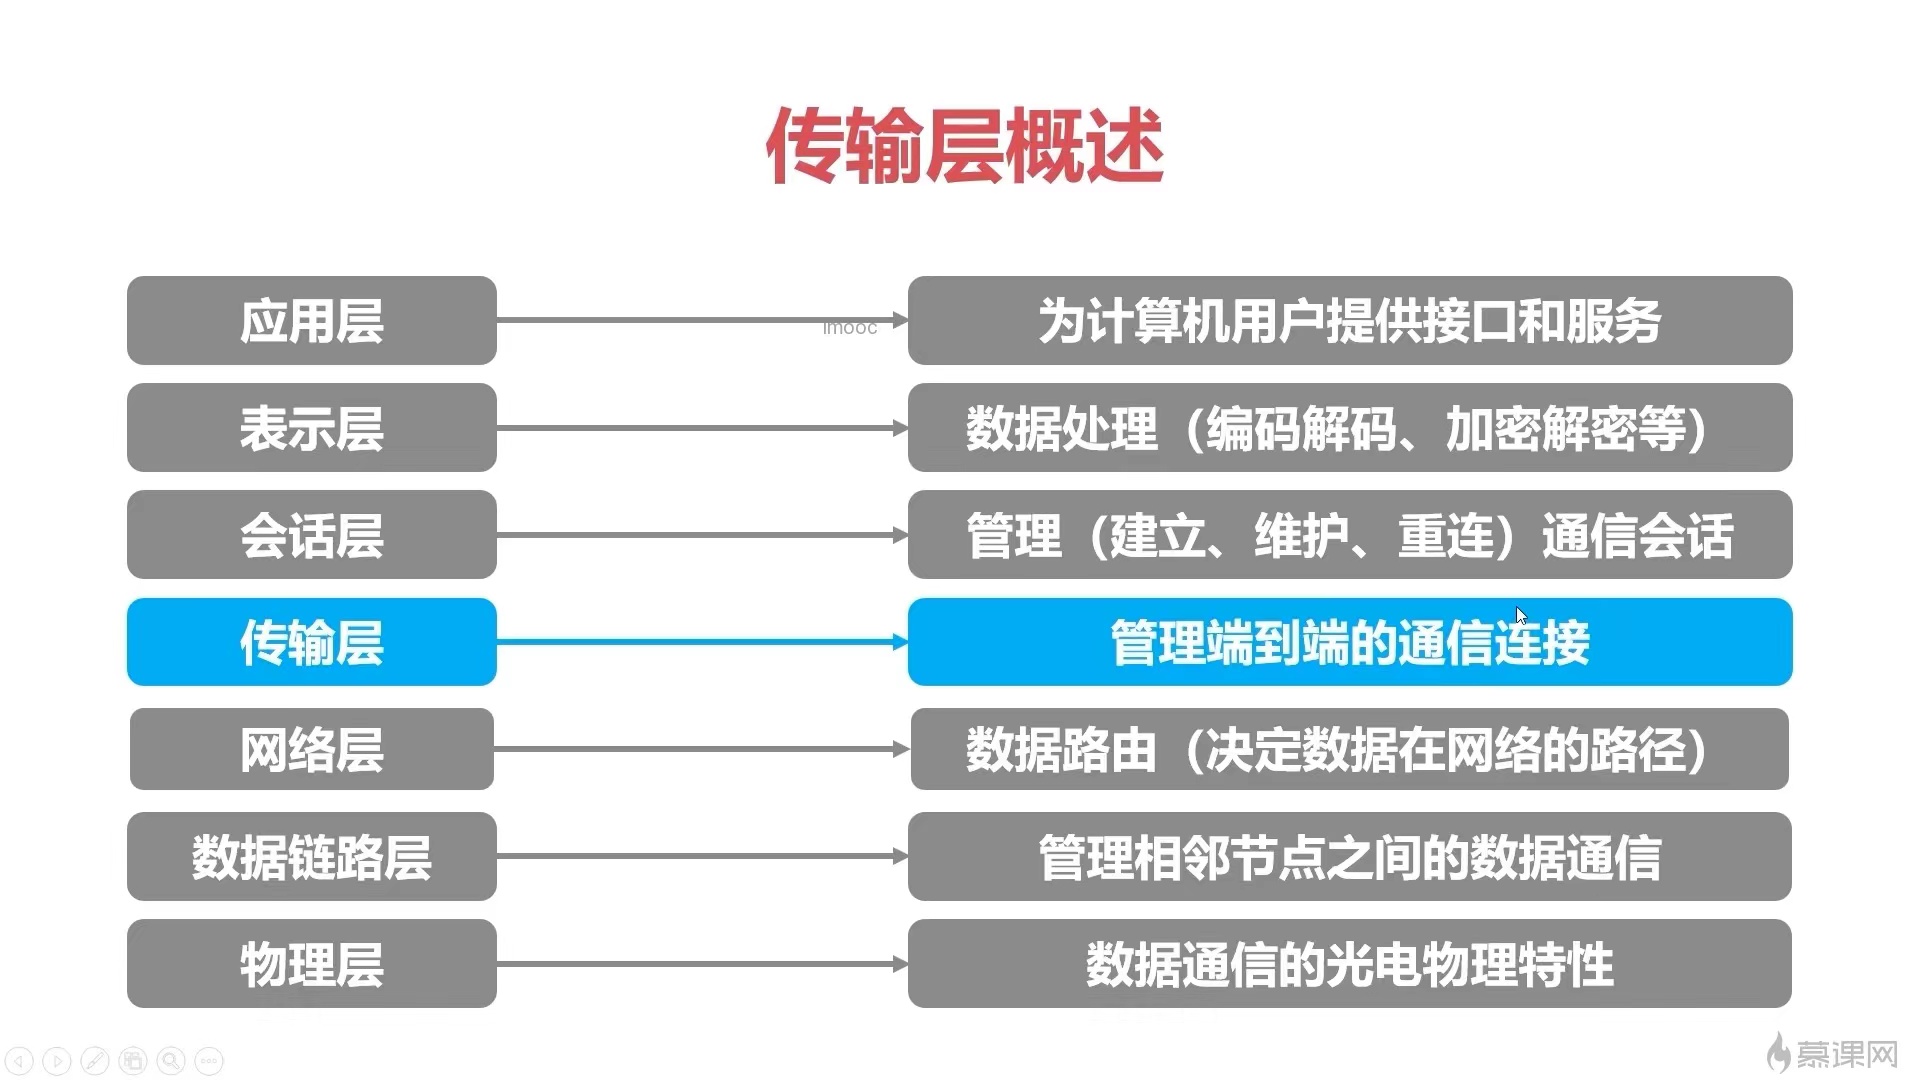 传输层概述
应用层
为计算机用户提供接口和服务
imooc
表示层
数据处理（编码解码、加密解密等）
会话层
管理（建立、维护、重连）通信会话
传输层
管理端到端的通信连接
网络层
数据路由（决定数据在网络的路径）
数据链路层
管理相邻节点之间的数据通信
物理层
数据通信的光电物理特性
慕课网